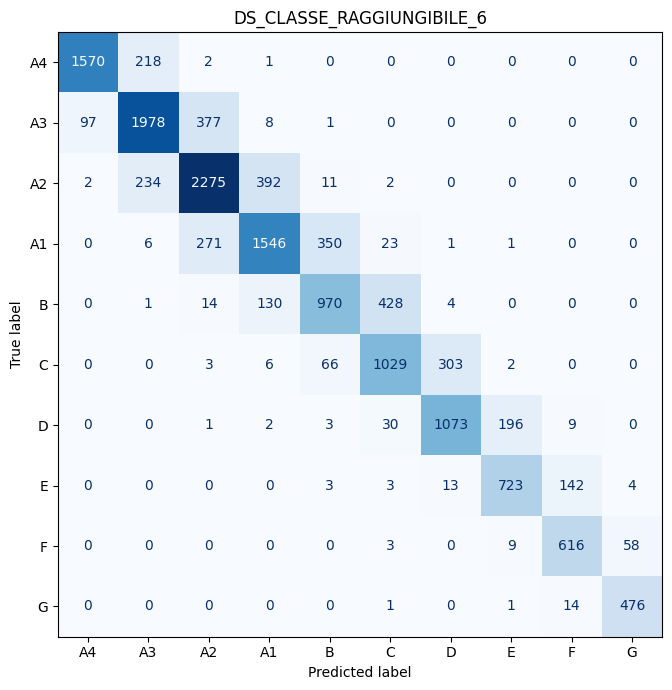 DS_CLASSE_RAGGIUNGIBILE_6
A4 1570 218 2 1 0 0 0 0 0 0
A3 97 1978 377 8 1 0 0 0 0 0
A2 2 234 2275 392 11 2 0 0 0 0
A1 0 6 271 1546 350 23 1 1 0 0
B 0 1 14 130 970 428 4 0 0 0
C 0 0 3 6 66 1029 303 2 0 0
D 0 0 1 2 3 30 1073 196 9 0
E 0 0 0 0 3 3 13 723 142 4
F 0 0 0 0 0 3 0 9 616 58
G 0 0 0 0 0 1 0 1 14 476
A4 A3 A2 A1 B C D E F G
Predicted label
True label